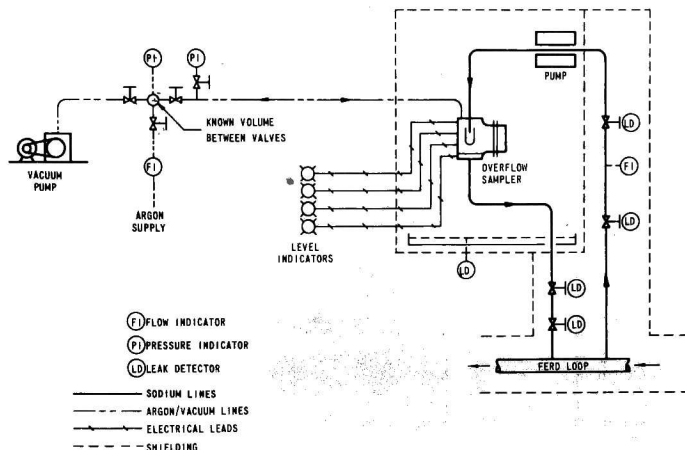 PI
PI
PUMP
LD
KNOWN VOLUME
BETWEEN VALVES
VACUUM
PUMP
FI
FI
OVERFLOW
SAMPLER
ARGON
SUPPLY
LEVEL
INDICATORS
LD
LD
LD
LD
FI FLOW INDICATOR
PI PRESSURE INDICATOR
LD LEAK DETECTOR
FERD LOOP
SODIUM LINES
ARGON/VACUUM LINES
ELECTRICAL LEADS
SHIELDING